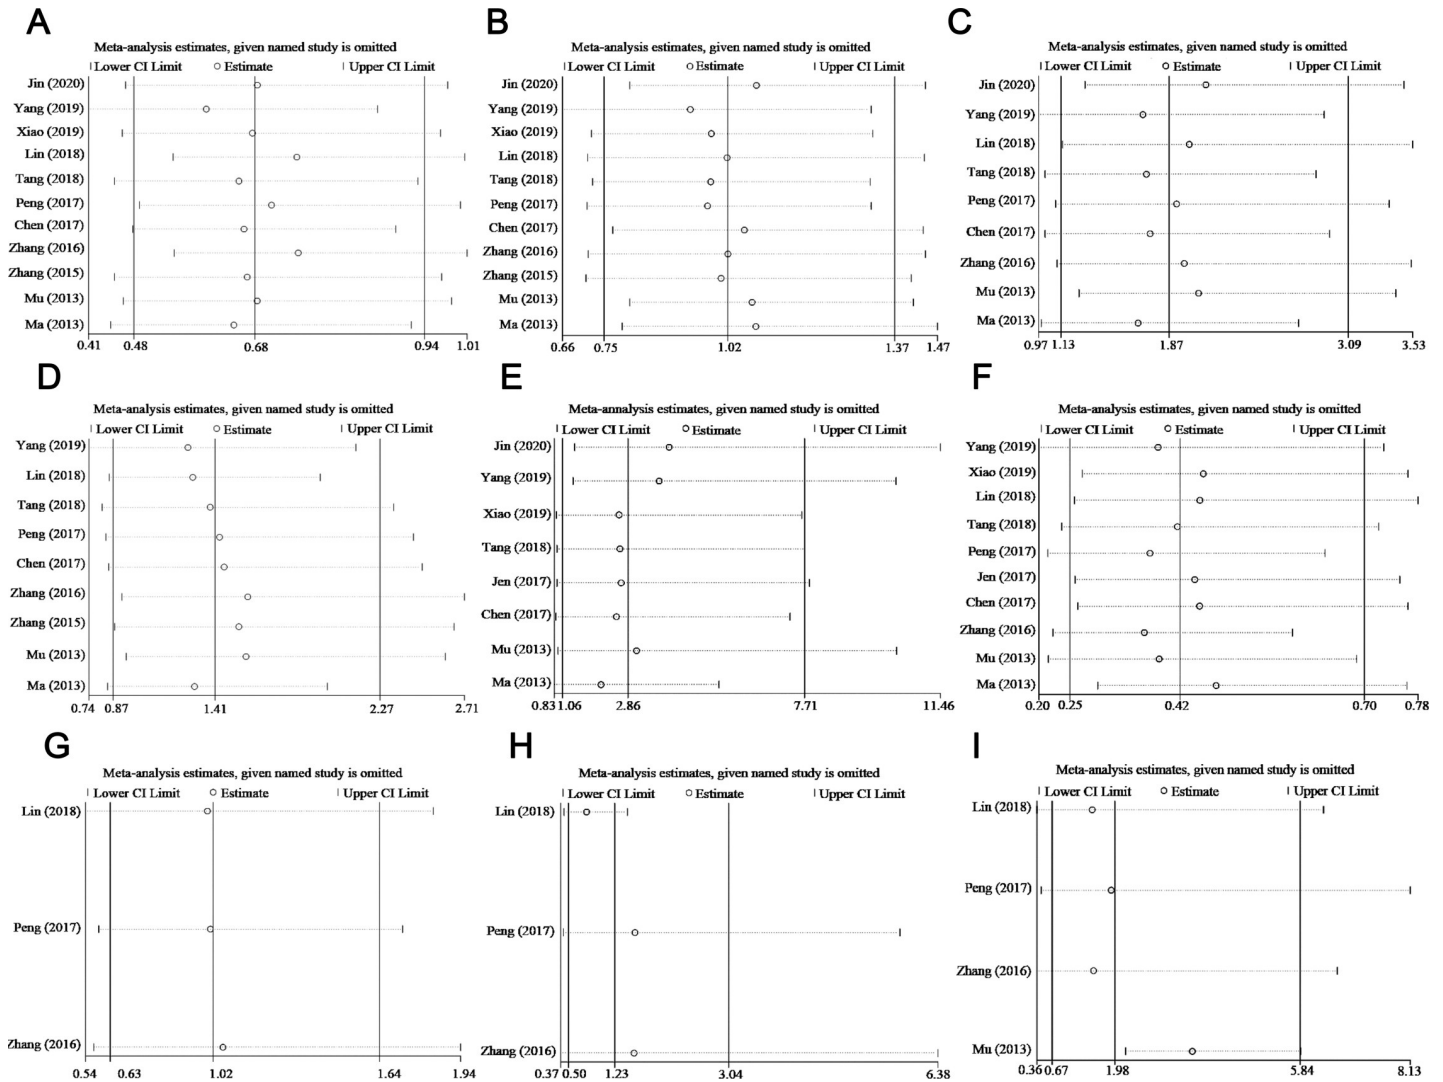 A
Meta-analysis estimates, given named study is omitted
Lower CI Limit Estimate Upper CI Limit
Jin (2020)
Yang (2019)
Xiao (2019)
Lin (2018)
Tang (2018)
Peng (2017)
Chen (2017)
Zhang (2016)
Zhang (2015)
Mu (2013)
Ma (2013)
0.41 0.48 0.68 0.94 1.01
B
Meta-analysis estimates, given named study is omitted
Lower CI Limit Estimate Upper CI Limit
Jin (2020)
Yang (2019)
Xiao (2019)
Lin (2018)
Tang (2018)
Peng (2017)
Chen (2017)
Zhang (2016)
Zhang (2015)
Mu (2013)
Ma (2013)
0.66 0.75 1.02 1.37 1.47
C
Meta-analysis estimates, given named study is omitted
Lower CI Limit Estimate Upper CI Limit
Jin (2020)
Yang (2019)
Lin (2018)
Tang (2018)
Peng (2017)
Chen (2017)
Zhang (2016)
Mu (2013)
Ma (2013)
0.97 1.13 1.87 3.09 3.53
D
Meta-analysis estimates, given named study is omitted
Lower CI Limit Estimate Upper CI Limit
Yang (2019)
Lin (2018)
Tang (2018)
Peng (2017)
Chen (2017)
Zhang (2016)
Zhang (2015)
Mu (2013)
Ma (2013)
0.74 0.87 1.41 2.27 2.71
E
Meta-annalysis estimates, given named study is omitted
Lower CI Limit Estimate Upper CI Limit
Jin (2020)
Yang (2019)
Xiao (2019)
Tang (2018)
Jen (2017)
Chen (2017)
Mu (2013)
Ma (2013)
0.83 1.06 2.86 7.71 11.46
F
Meta-analysis estimates, given named study is omitted
Lower CI Limit Estimate Upper CI Limit
Yang (2019)
Xiao (2019)
Lin (2018)
Tang (2018)
Peng (2017)
Jen (2017)
Chen (2017)
Zhang (2016)
Mu (2013)
Ma (2013)
0.20 0.25 0.42 0.70 0.78
G
Meta-analysis estimates, given named study is omitted
Lower CI Limit Estimate Upper CI Limit
Lin (2018)
Peng (2017)
Zhang (2016)
0.54 0.63 1.02 1.64 1.94
H
Meta-analysis estimates, given named study is omitted
Lower CI Limit Estimate Upper CI Limit
Lin (2018)
Peng (2017)
Zhang (2016)
0.37 0.50 1.23 3.04 6.38
I
Meta-analysis estimates, given named study is omitted
Lower CI Limit Estimate Upper CI Limit
Lin (2018)
Peng (2017)
Zhang (2016)
Mu (2013)
0.36 0.67 1.98 5.84 8.13